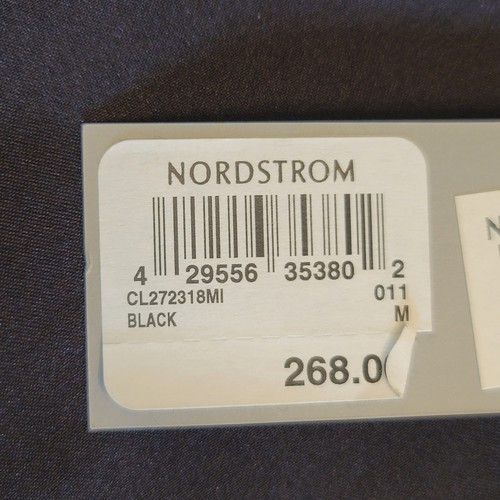 NORDSTROM
4 29556 35380 2
CL272318MI 011
BLACK M
268.0
N